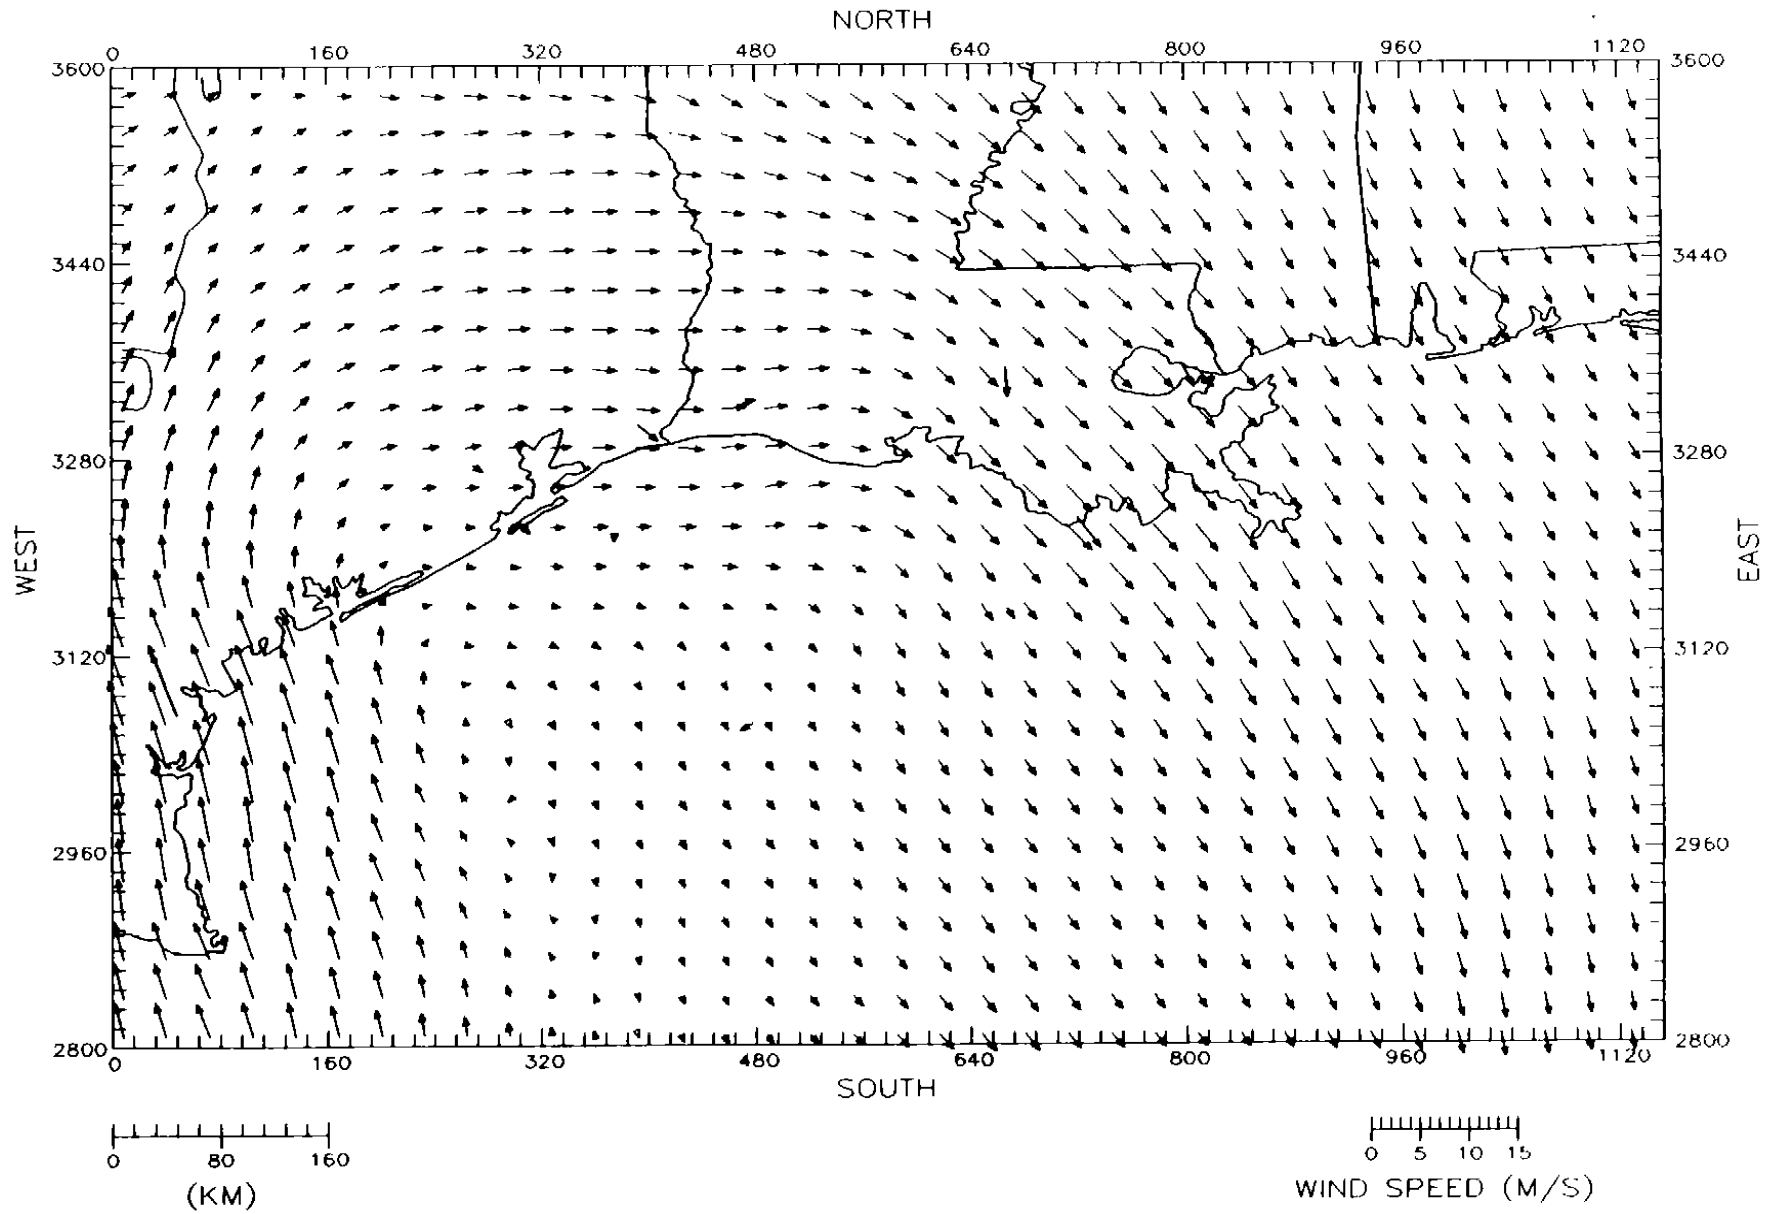 NORTH
0 160 320 480 640 800 960 1120
3600 3600
3440 3440
3280 3280
WEST EAST
3120 3120
2960 2960
2800 2800
0 160 320 480 640 800 960 1120
SOUTH
0 80 160
(KM)
0 5 10 15
WIND SPEED (M/S)